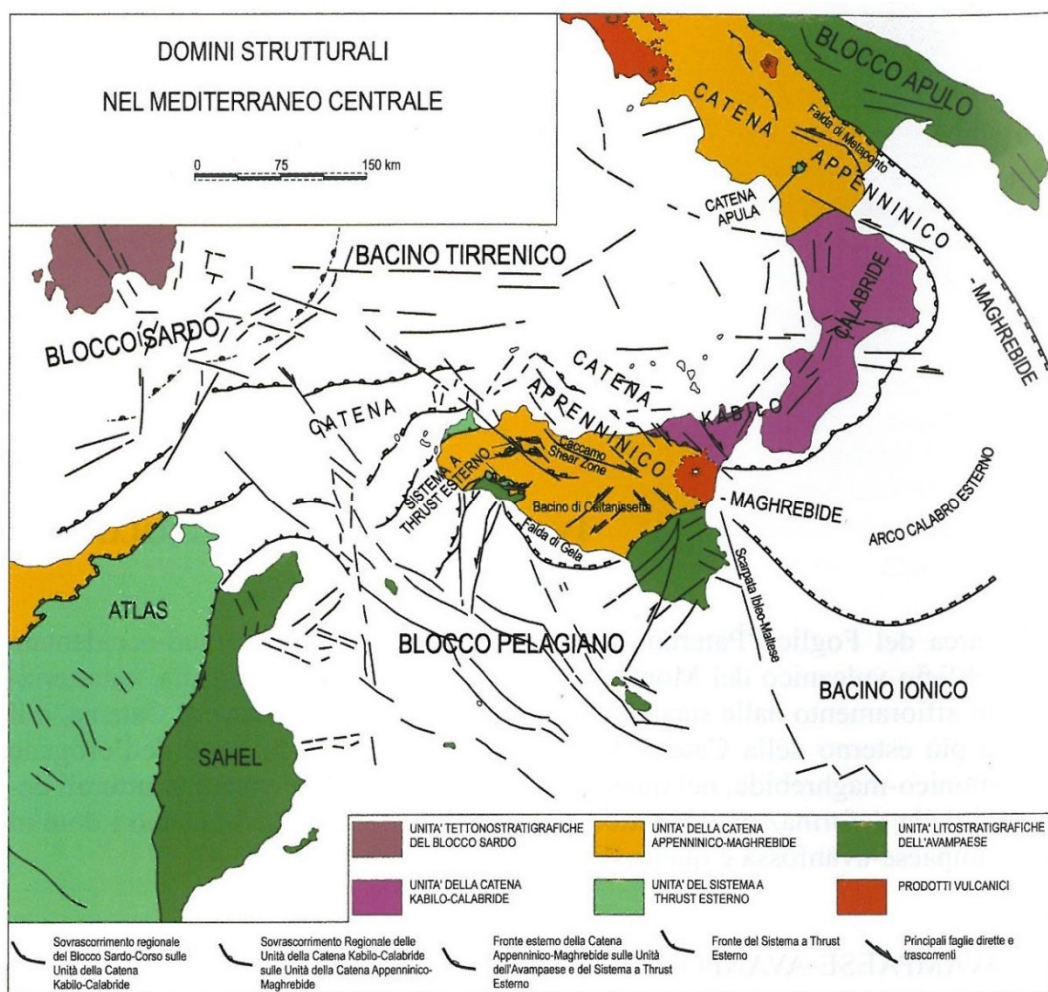 DOMINI STRUTTURALI
NEL MEDITERRANEO CENTRALE
0 75 150 km
BLOCCO APULO
CATENA
Falda di Metaponto
APPENNINICO
CATENA
APULA
BACINO TIRRENICO
- MAGHREBIDE
CALABRIDE
BLOCCO SARDO
CATENA
CATENA
APRENNINICO
KABILO
Caccamo
Shear Zone
SISTEMA A
THRUST ESTERNO
Bacino di Caltanissetta
- MAGHREBIDE
ARCO CALABRO ESTERNO
Falda di Gela
Scarpata Ibleo-Maltese
ATLAS
BLOCCO PELAGIANO
BACINO IONICO
SAHEL
UNITA' TETTONOSTRATIGRAFICHE
DEL BLOCCO SARDO
UNITA' DELLA CATENA
APPENNINICO-MAGHREBIDE
UNITA' LITOSTRATIGRAFICHE
DELL'AVAMPAESE
UNITA' DELLA CATENA
KABILO-CALABRIDE
UNITA' DEL SISTEMA A
THRUST ESTERNO
PRODOTTI VULCANICI
Sovrascorrimento regionale
del Blocco Sardo-Corso sulle
Unità della Catena
Kabilo-Calabride
Sovrascorrimento Regionale delle
Unità della Catena Kabilo-Calabride
sulle Unità della Catena Appenninico-
Maghrebide
Fronte esterno della Catena
Appenninico-Maghrebide sulle Unità
dell'Avampaese e del Sistema a Thrust
Esterno
Fronte del Sistema a Thrust
Esterno
Principali faglie dirette e
trascorrenti